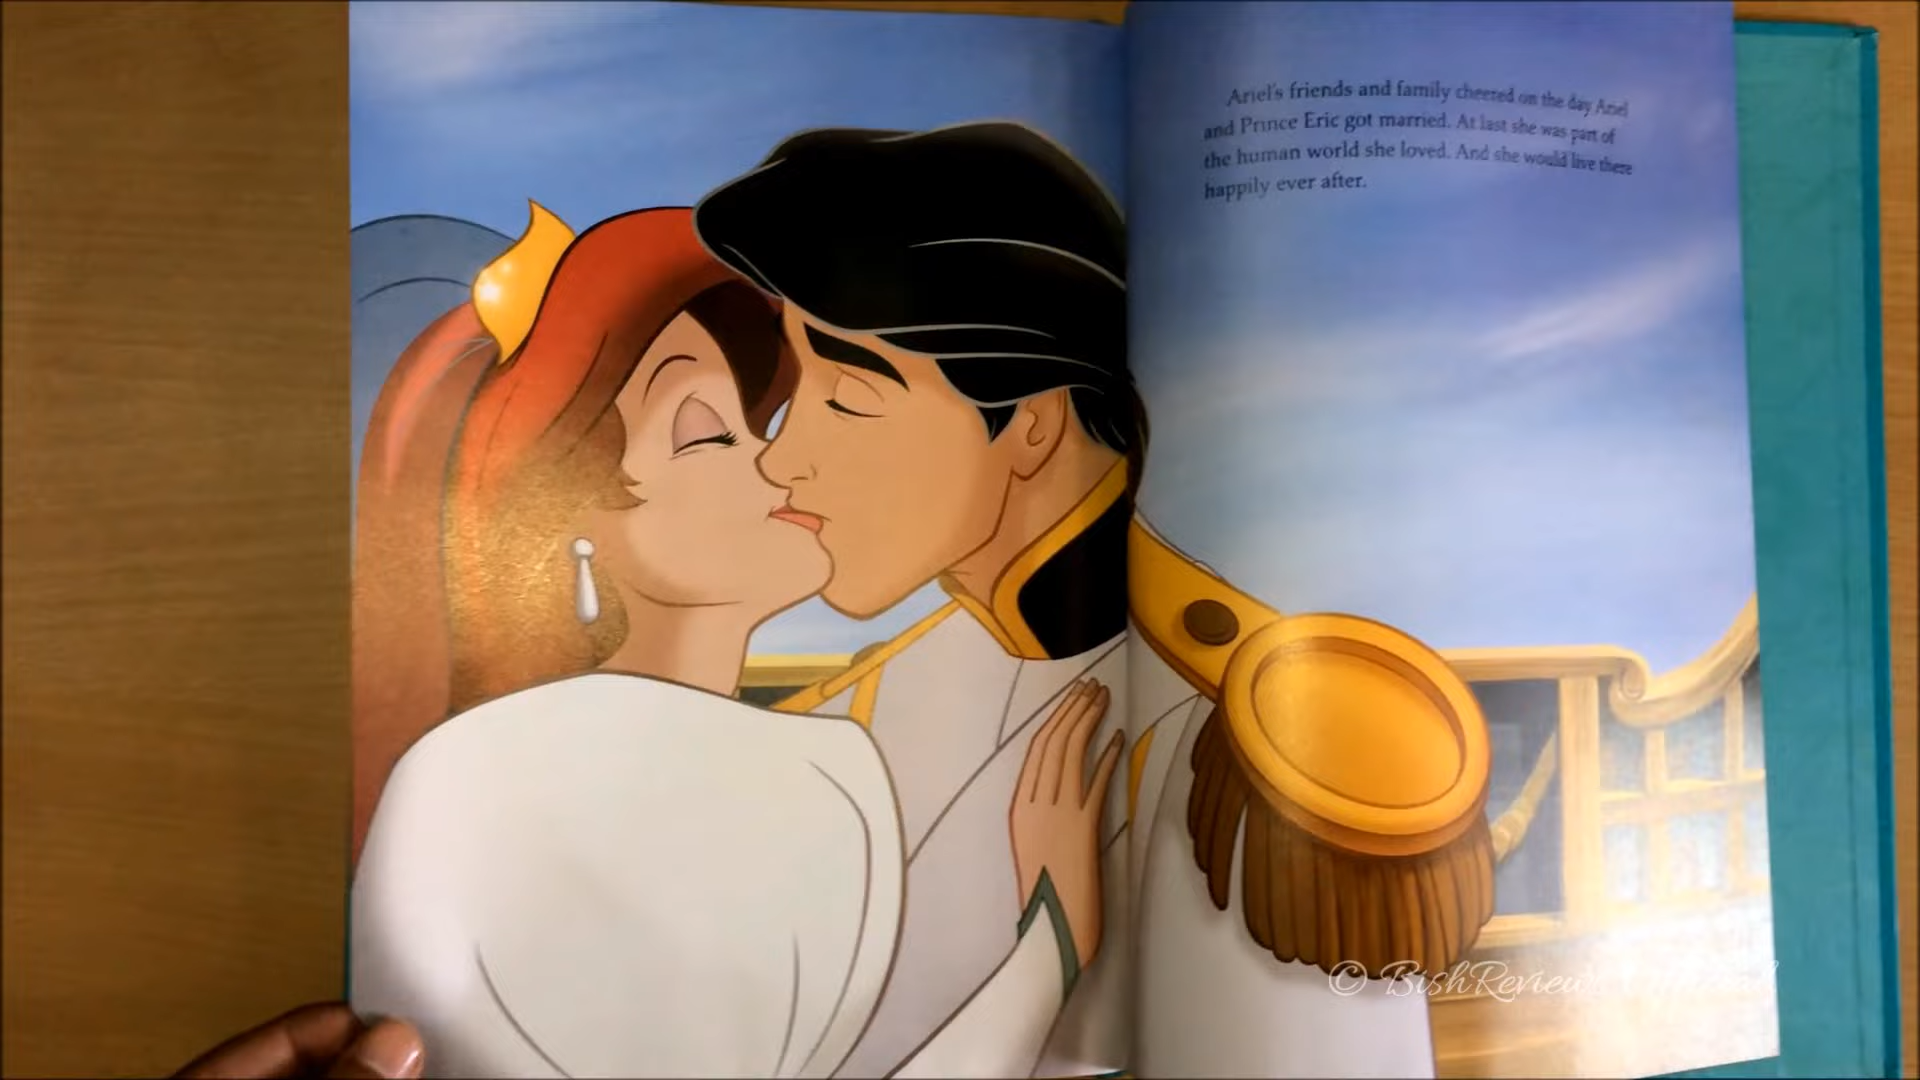 Ariel's friends and family cheered on the day Ariel
and Prince Eric got married. At last she was part of
the human world she loved. And she would live there
happily ever after.
© BishReviews